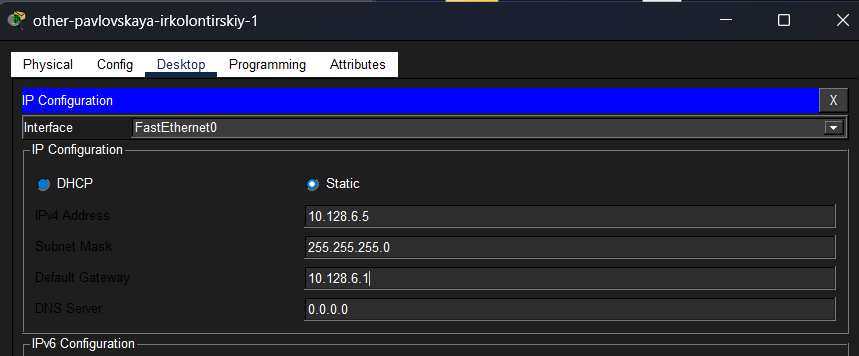 other-pavlovskaya-irkolontirskiy-1
Physical Config Desktop Programming Attributes
IP Configuration X
Interface FastEthernet0
IP Configuration
DHCP Static
IPv4 Address 10.128.6.5
Subnet Mask 255.255.255.0
Default Gateway 10.128.6.1
DNS Server 0.0.0.0
IPv6 Configuration